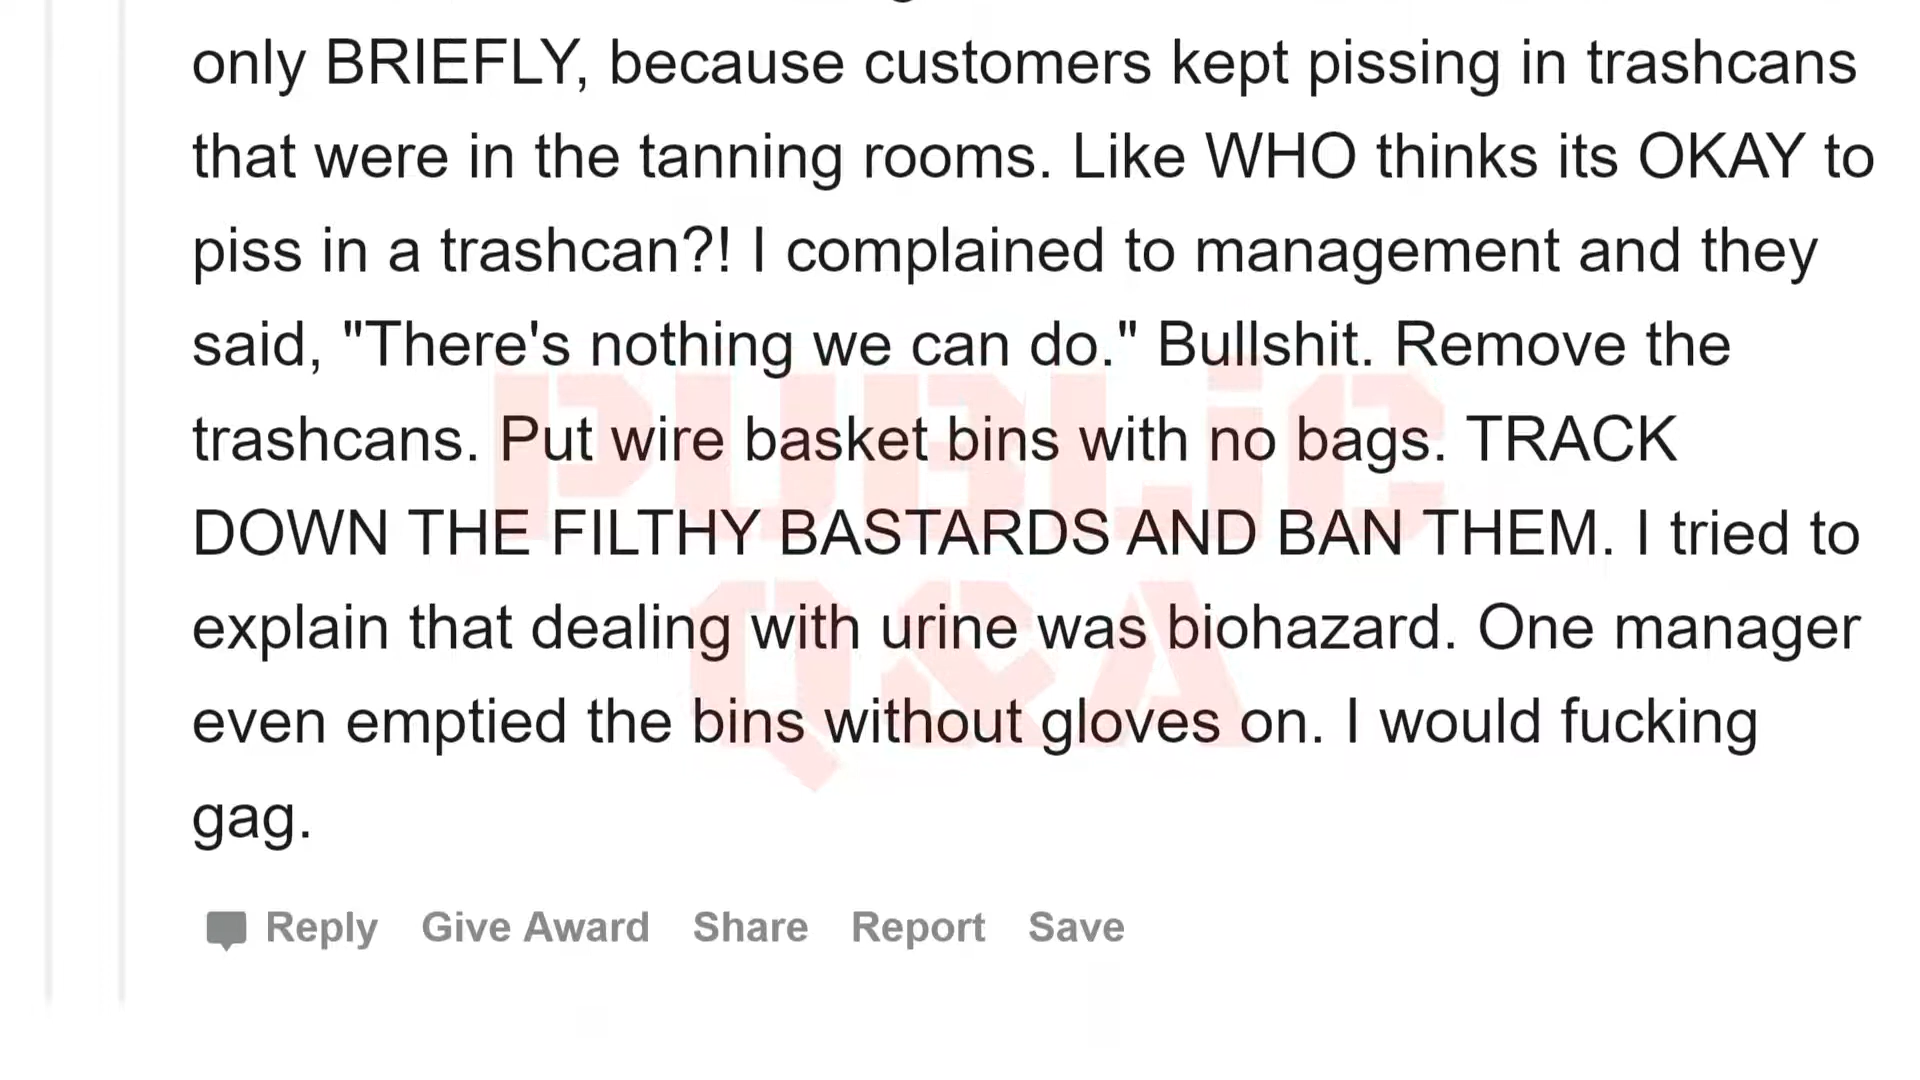 only BRIEFLY, because customers kept pissing in trashcans
that were in the tanning rooms. Like WHO thinks its OKAY to
piss in a trashcan?! I complained to management and they
said, "There's nothing we can do." Bullshit. Remove the
trashcans. Put wire basket bins with no bags. TRACK
DOWN THE FILTHY BASTARDS AND BAN THEM. I tried to
explain that dealing with urine was biohazard. One manager
even emptied the bins without gloves on. I would fucking
gag.
Reply Give Award Share Report Save
PUBLiC
Q&A